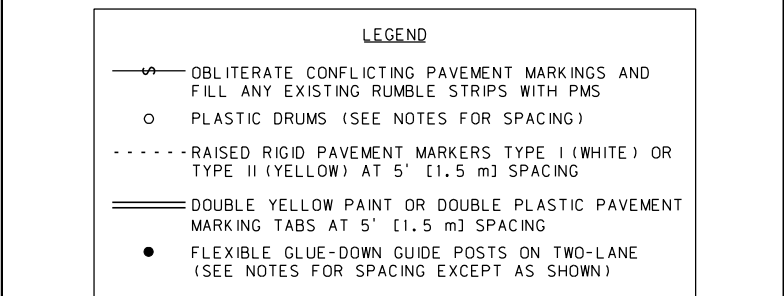 LEGEND
OBLITERATE CONFLICTING PAVEMENT MARKINGS AND
FILL ANY EXISTING RUMBLE STRIPS WITH PMS
PLASTIC DRUMS (SEE NOTES FOR SPACING)
RAISED RIGID PAVEMENT MARKERS TYPE I (WHITE) OR
TYPE II (YELLOW) AT 5' [1.5 m] SPACING
DOUBLE YELLOW PAINT OR DOUBLE PLASTIC PAVEMENT
MARKING TABS AT 5' [1.5 m] SPACING
FLEXIBLE GLUE-DOWN GUIDE POSTS ON TWO-LANE
(SEE NOTES FOR SPACING EXCEPT AS SHOWN)